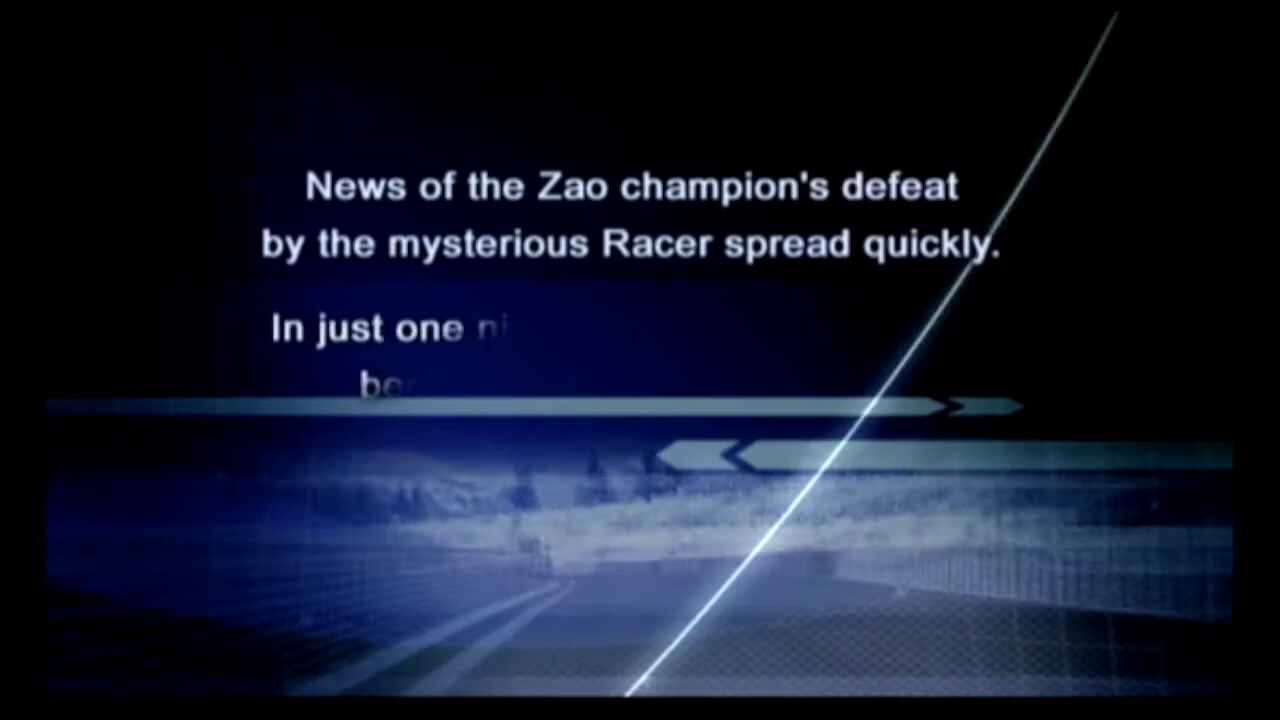 News of the Zao champion's defeat
by the mysterious Racer spread quickly.
In just one